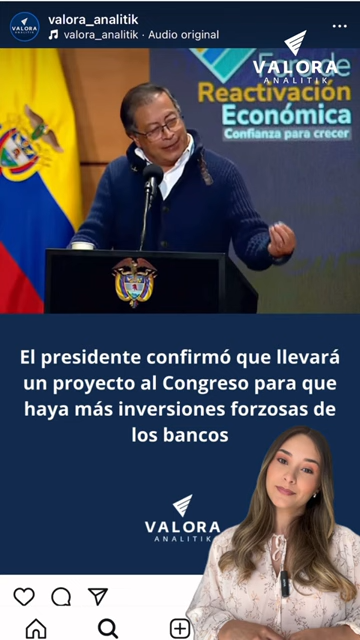 valora_analitik
valora_analitik · Audio original
VALORA
ANALITIK
Reactivación
Económica
Confianza para crecer
El presidente confirmó que llevará
un proyecto al Congreso para que
haya más inversiones forzosas de
los bancos
VALORA
ANALITIK